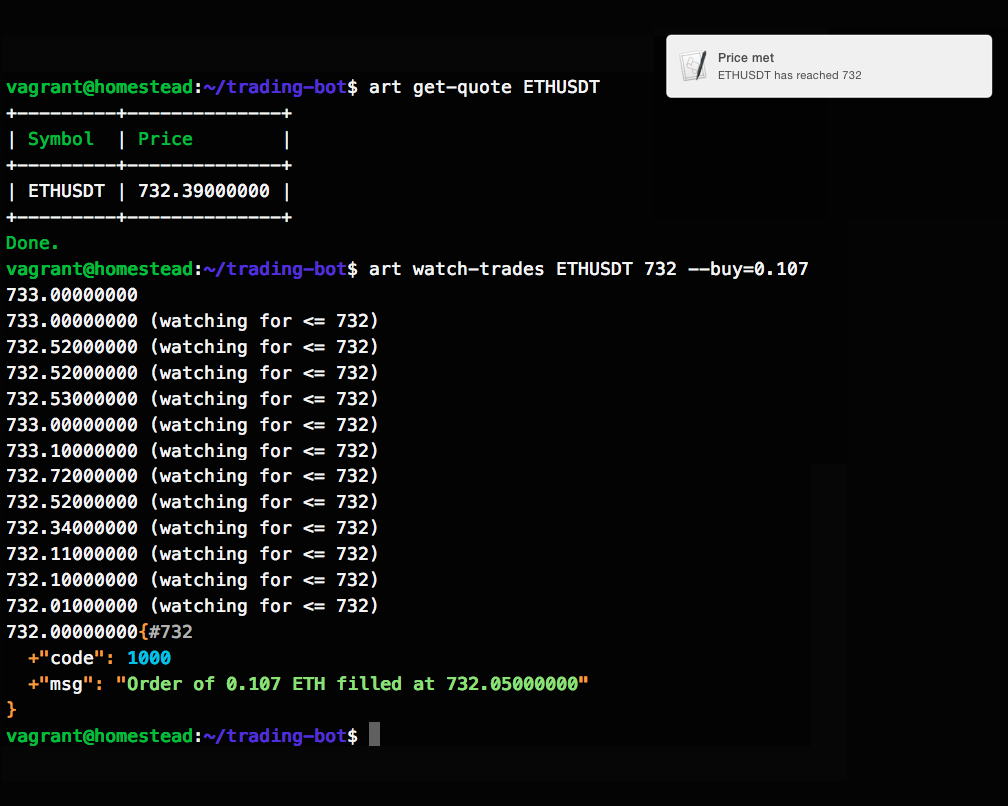 Price met
ETHUSDT has reached 732
vagrant@homestead:~/trading-bot$ art get-quote ETHUSDT
+---------+--------------+
| Symbol  | Price        |
+---------+--------------+
| ETHUSDT | 732.39000000 |
+---------+--------------+
Done.
vagrant@homestead:~/trading-bot$ art watch-trades ETHUSDT 732 --buy=0.107
733.00000000
733.00000000 (watching for <= 732)
732.52000000 (watching for <= 732)
732.52000000 (watching for <= 732)
732.53000000 (watching for <= 732)
733.00000000 (watching for <= 732)
733.10000000 (watching for <= 732)
732.72000000 (watching for <= 732)
732.52000000 (watching for <= 732)
732.34000000 (watching for <= 732)
732.11000000 (watching for <= 732)
732.10000000 (watching for <= 732)
732.01000000 (watching for <= 732)
732.00000000{#732
  +"code": 1000
  +"msg": "Order of 0.107 ETH filled at 732.05000000"
}
vagrant@homestead:~/trading-bot$